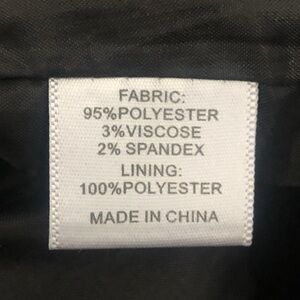 FABRIC:
95%POLYESTER
3%VISCOSE
2% SPANDEX
LINING:
100%POLYESTER
MADE IN CHINA